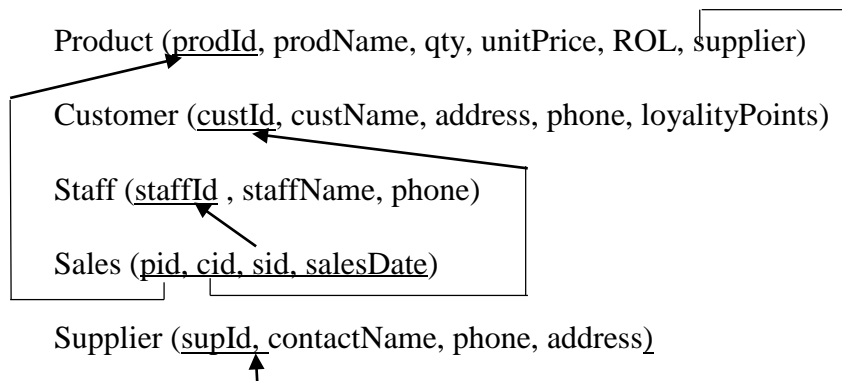 Product (prodId, prodName, qty, unitPrice, ROL, supplier)
Customer (custId, custName, address, phone, loyalityPoints)
Staff (staffId , staffName, phone)
Sales (pid, cid, sid, salesDate)
Supplier (supId, contactName, phone, address)